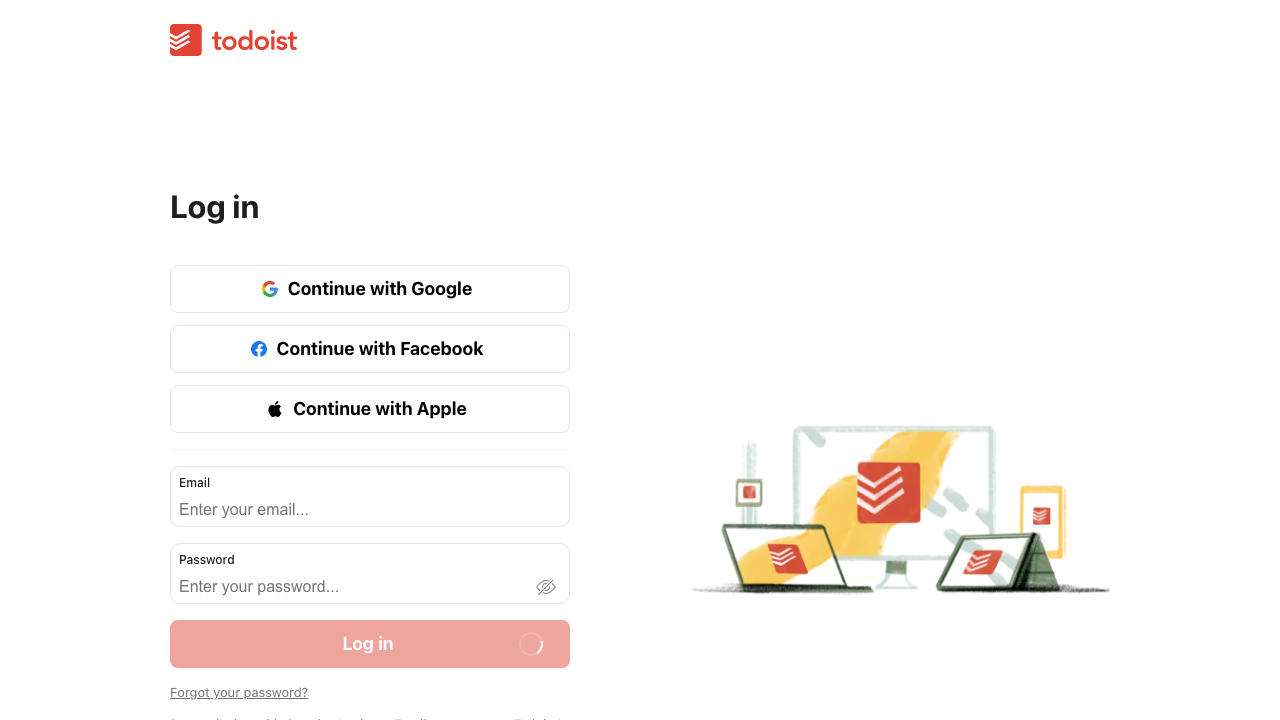 todoist
Log in
Continue with Google
Continue with Facebook
Continue with Apple
Email
Enter your email...
Password
Enter your password...
Log in
Forgot your password?